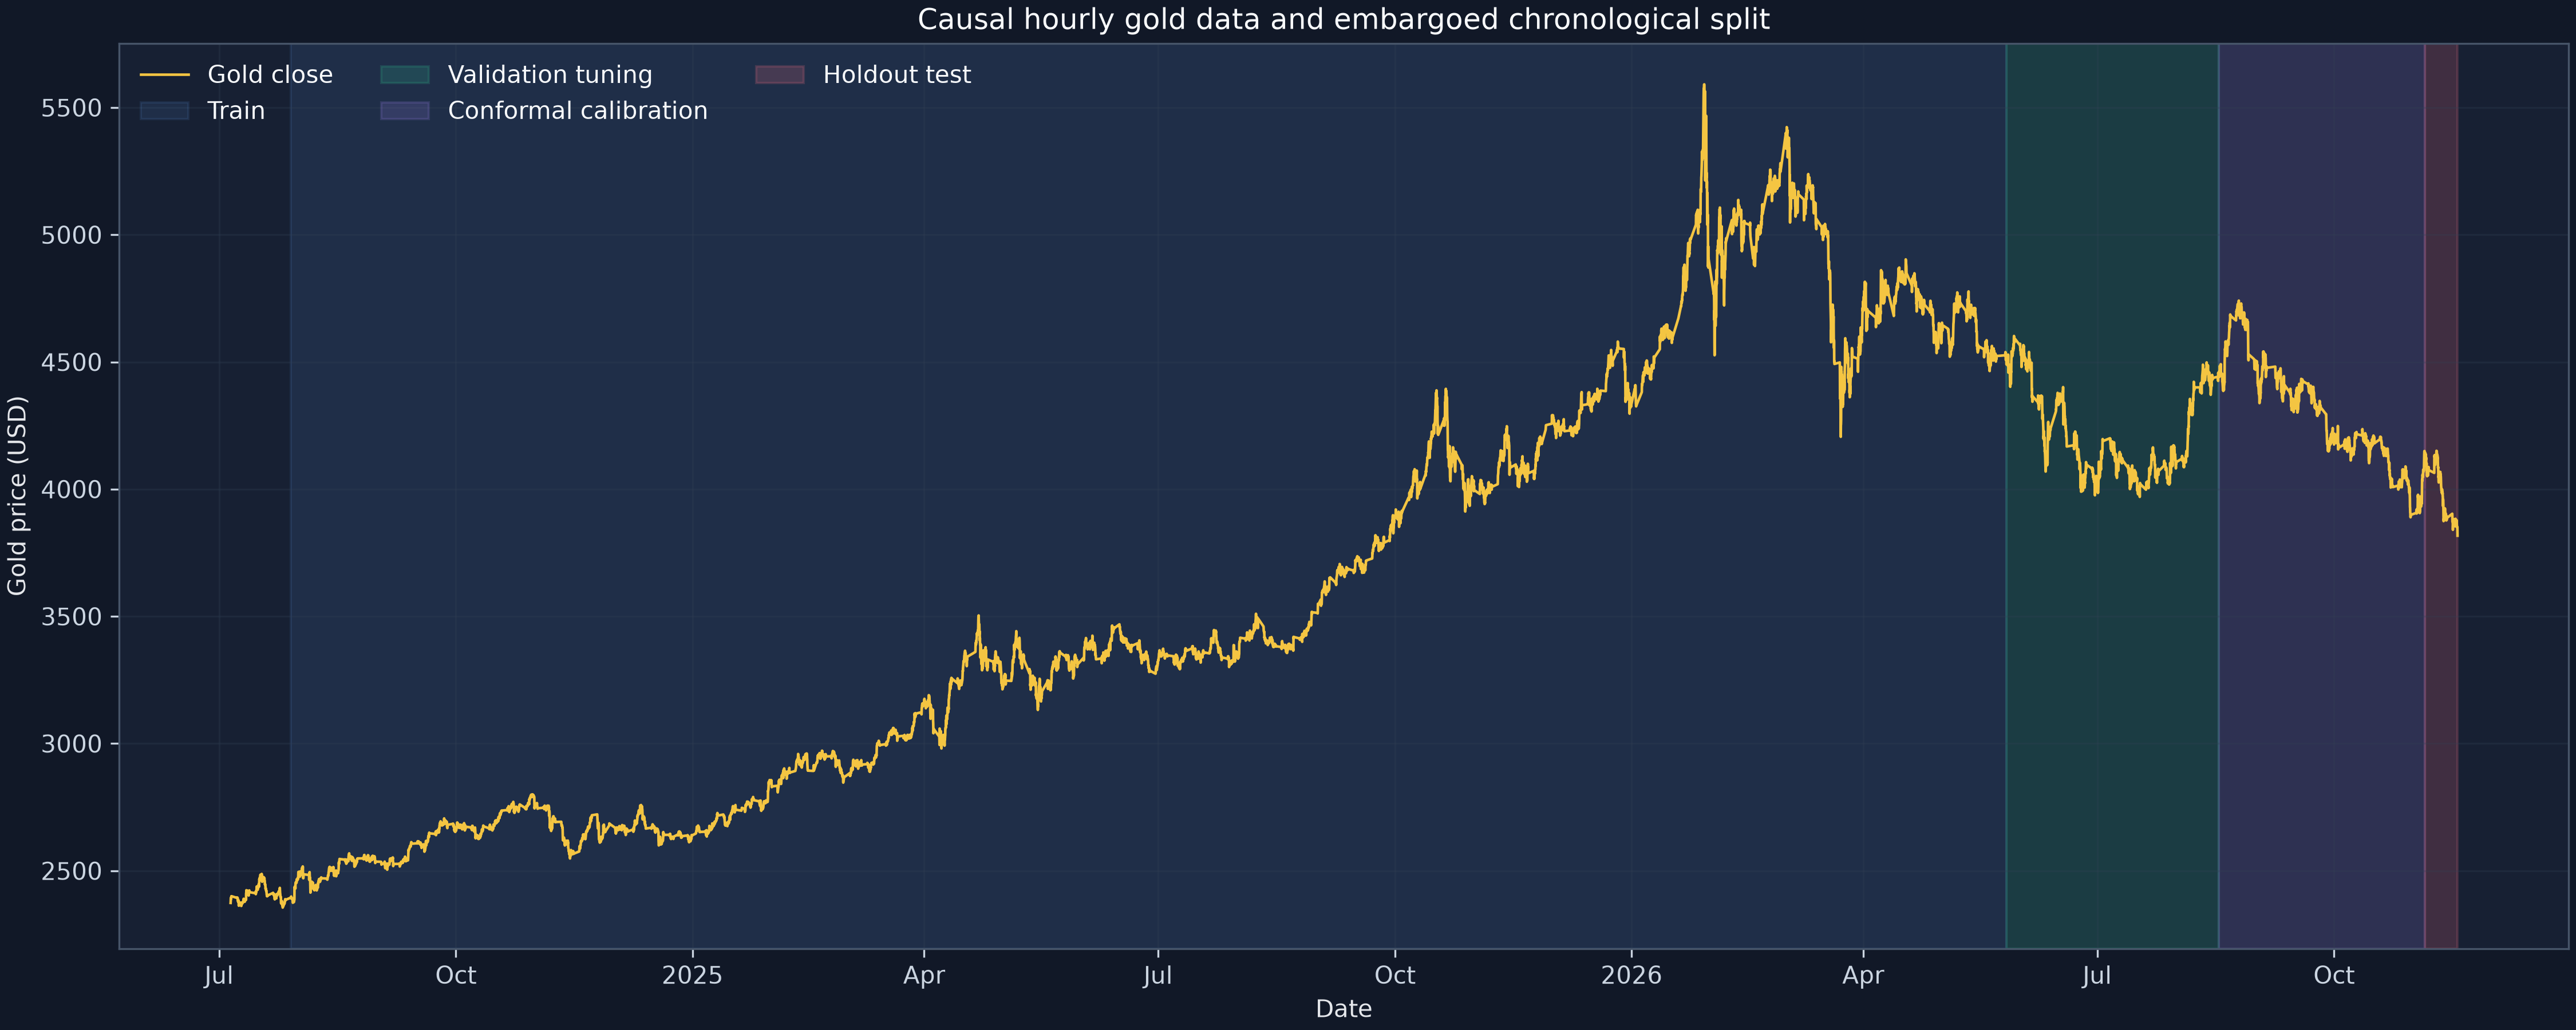 Causal hourly gold data and embargoed chronological split
Gold close
Train
Validation tuning
Conformal calibration
Holdout test
Gold price (USD)
5500
5000
4500
4000
3500
3000
2500
Jul Oct 2025 Apr Jul Oct 2026 Apr Jul Oct
Date